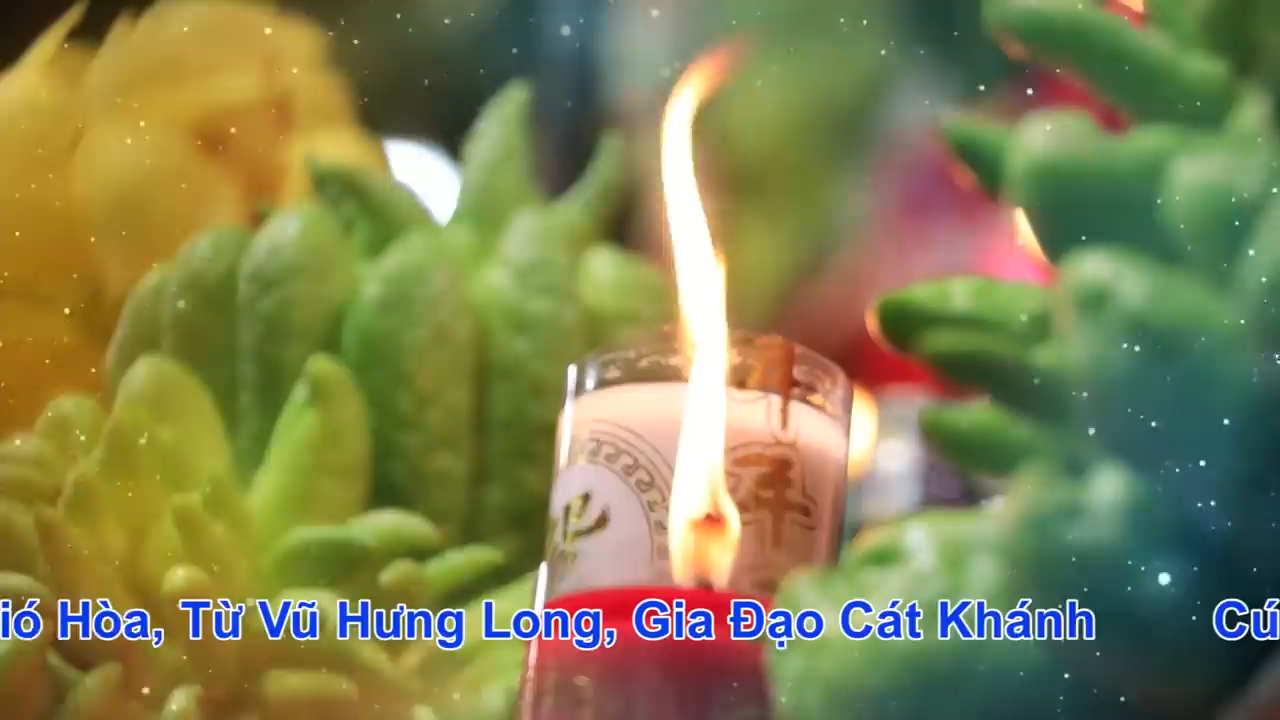 ió Hòa, Từ Vũ Hưng Long, Gia Đạo Cát Khánh Cú